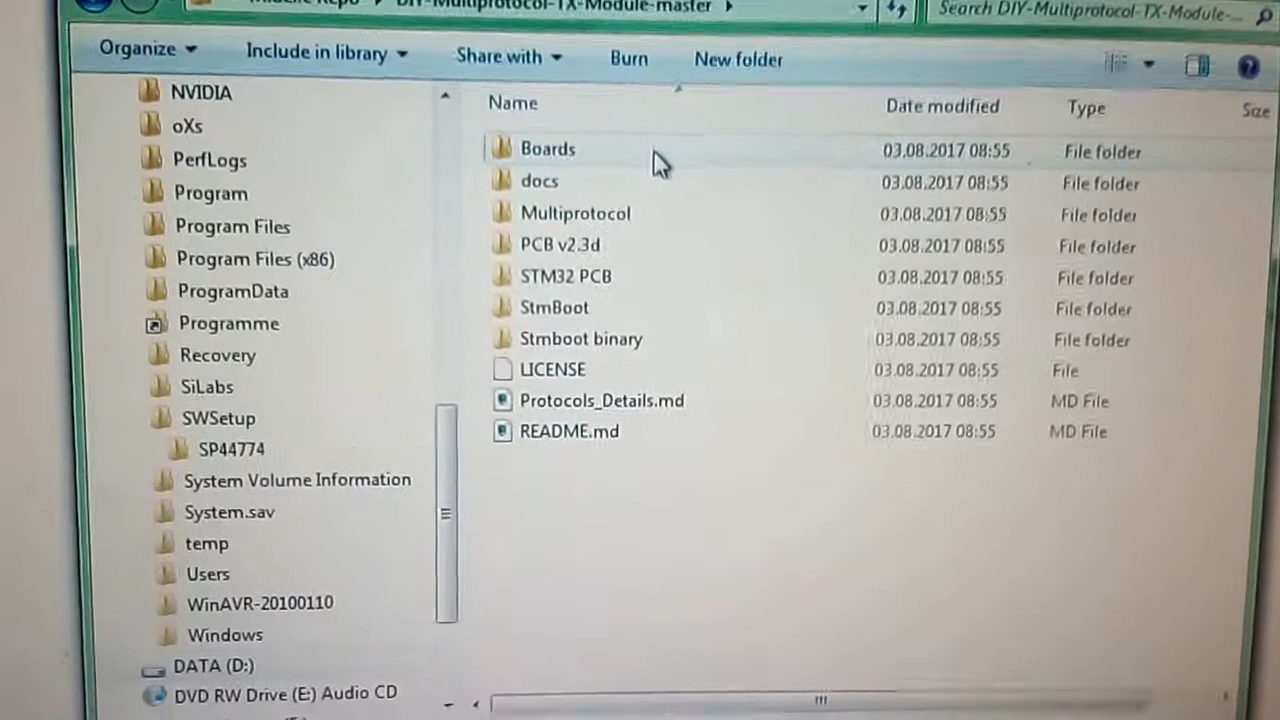 DIY-Multiprotocol-TX-Module-master
Search DIY-Multiprotocol-TX-Module-...
Organize
Include in library
Share with
Burn
New folder
NVIDIA
oXs
PerfLogs
Program
Program Files
Program Files (x86)
ProgramData
Programme
Recovery
SiLabs
SWSetup
SP44774
System Volume Information
System.sav
temp
Users
WinAVR-20100110
Windows
DATA (D:)
DVD RW Drive (E:) Audio CD
Name Date modified Type Size
Boards 03.08.2017 08:55 File folder
docs 03.08.2017 08:55 File folder
Multiprotocol 03.08.2017 08:55 File folder
PCB v2.3d 03.08.2017 08:55 File folder
STM32 PCB 03.08.2017 08:55 File folder
StmBoot 03.08.2017 08:55 File folder
Stmboot binary 03.08.2017 08:55 File folder
LICENSE 03.08.2017 08:55 File
Protocols_Details.md 03.08.2017 08:55 MD File
README.md 03.08.2017 08:55 MD File